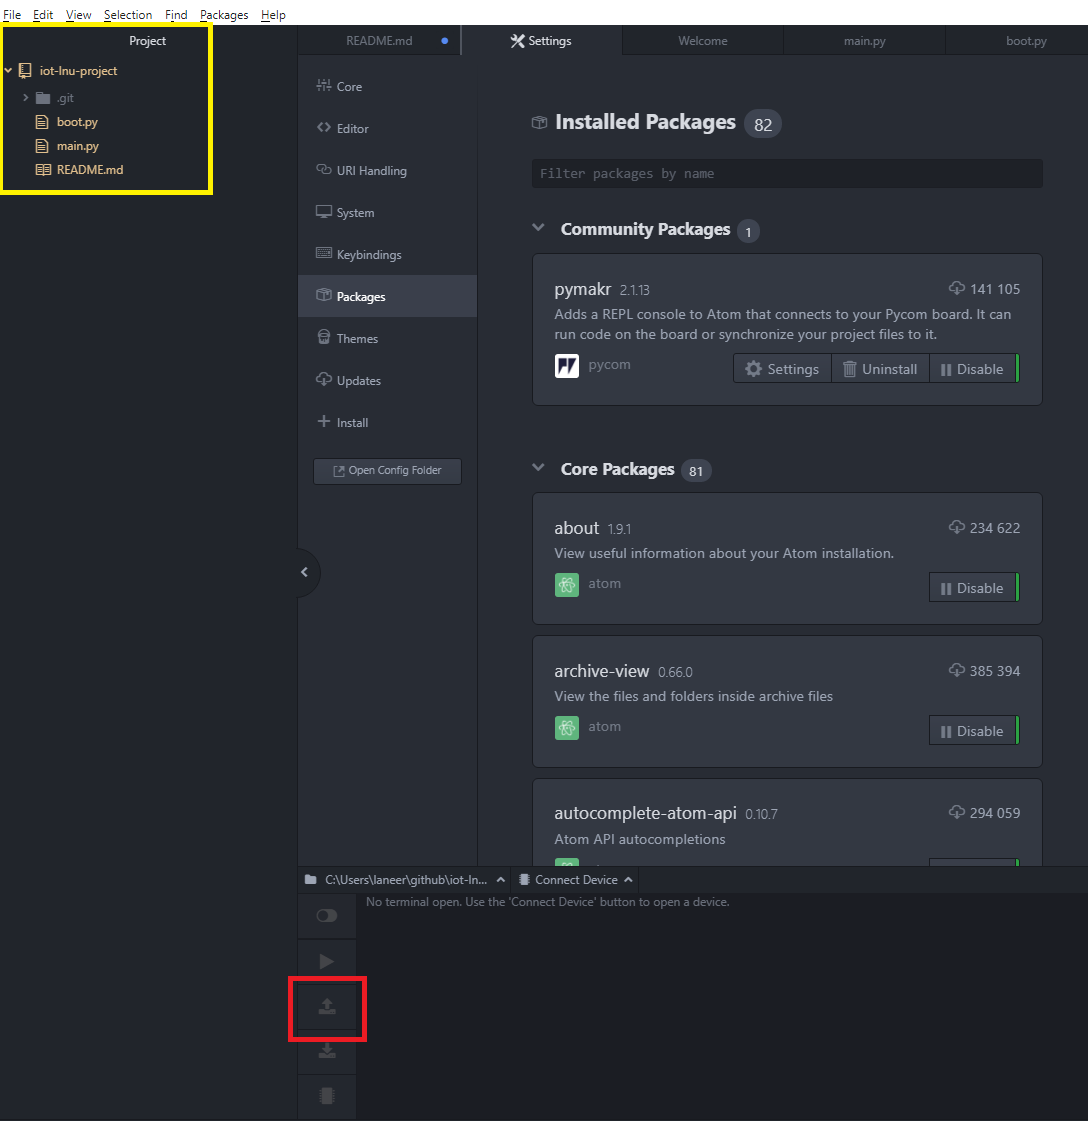 File Edit View Selection Find Packages Help
Project
iot-lnu-project
.git
boot.py
main.py
README.md
README.md Settings Welcome main.py boot.py
Core
Editor
URI Handling
System
Keybindings
Packages
Themes
Updates
Install
Open Config Folder
Installed Packages 82
Filter packages by name
Community Packages 1
pymakr 2.1.13 141 105
Adds a REPL console to Atom that connects to your Pycom board. It can
run code on the board or synchronize your project files to it.
pycom Settings Uninstall Disable
Core Packages 81
about 1.9.1 234 622
View useful information about your Atom installation.
atom Disable
archive-view 0.66.0 385 394
View the files and folders inside archive files
atom Disable
autocomplete-atom-api 0.10.7 294 059
Atom API autocompletions
C:\Users\laneer\github\iot-ln... Connect Device
No terminal open. Use the 'Connect Device' button to open a device.